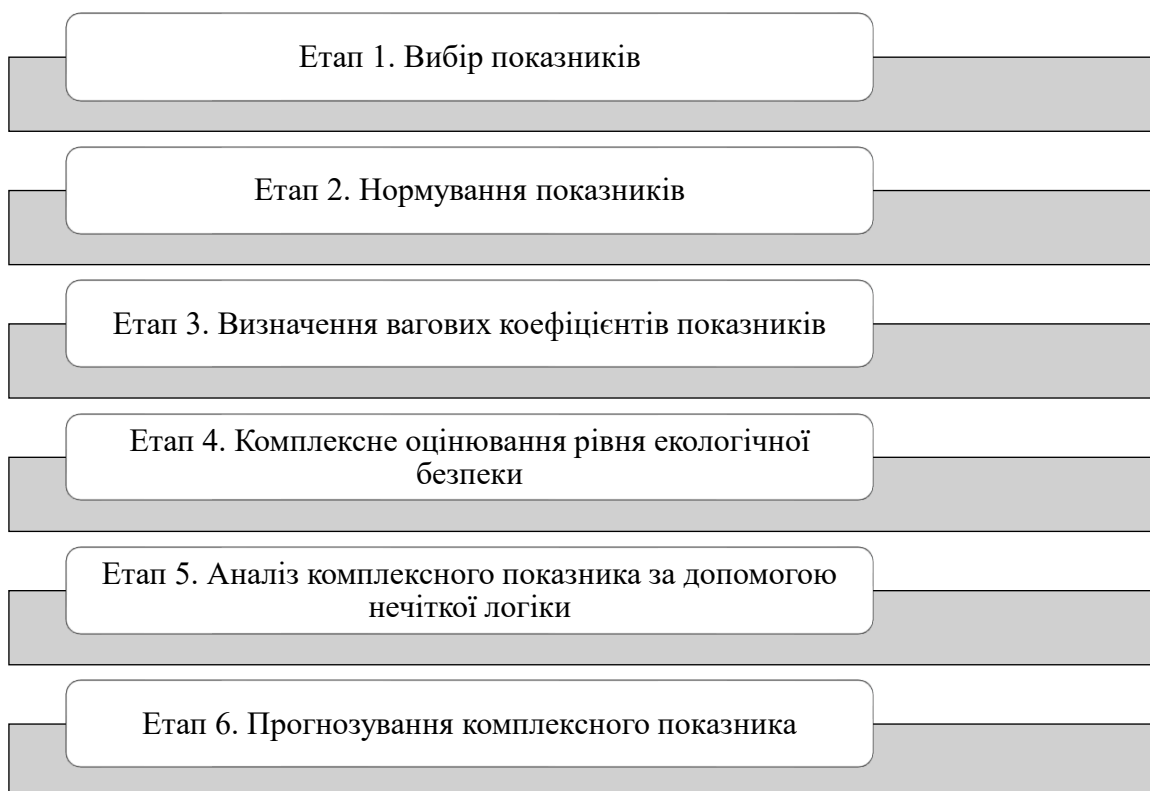 Етап 1. Вибір показників
Етап 2. Нормування показників
Етап 3. Визначення вагових коефіцієнтів показників
Етап 4. Комплексне оцінювання рівня екологічної
безпеки
Етап 5. Аналіз комплексного показника за допомогою
нечіткої логіки
Етап 6. Прогнозування комплексного показника